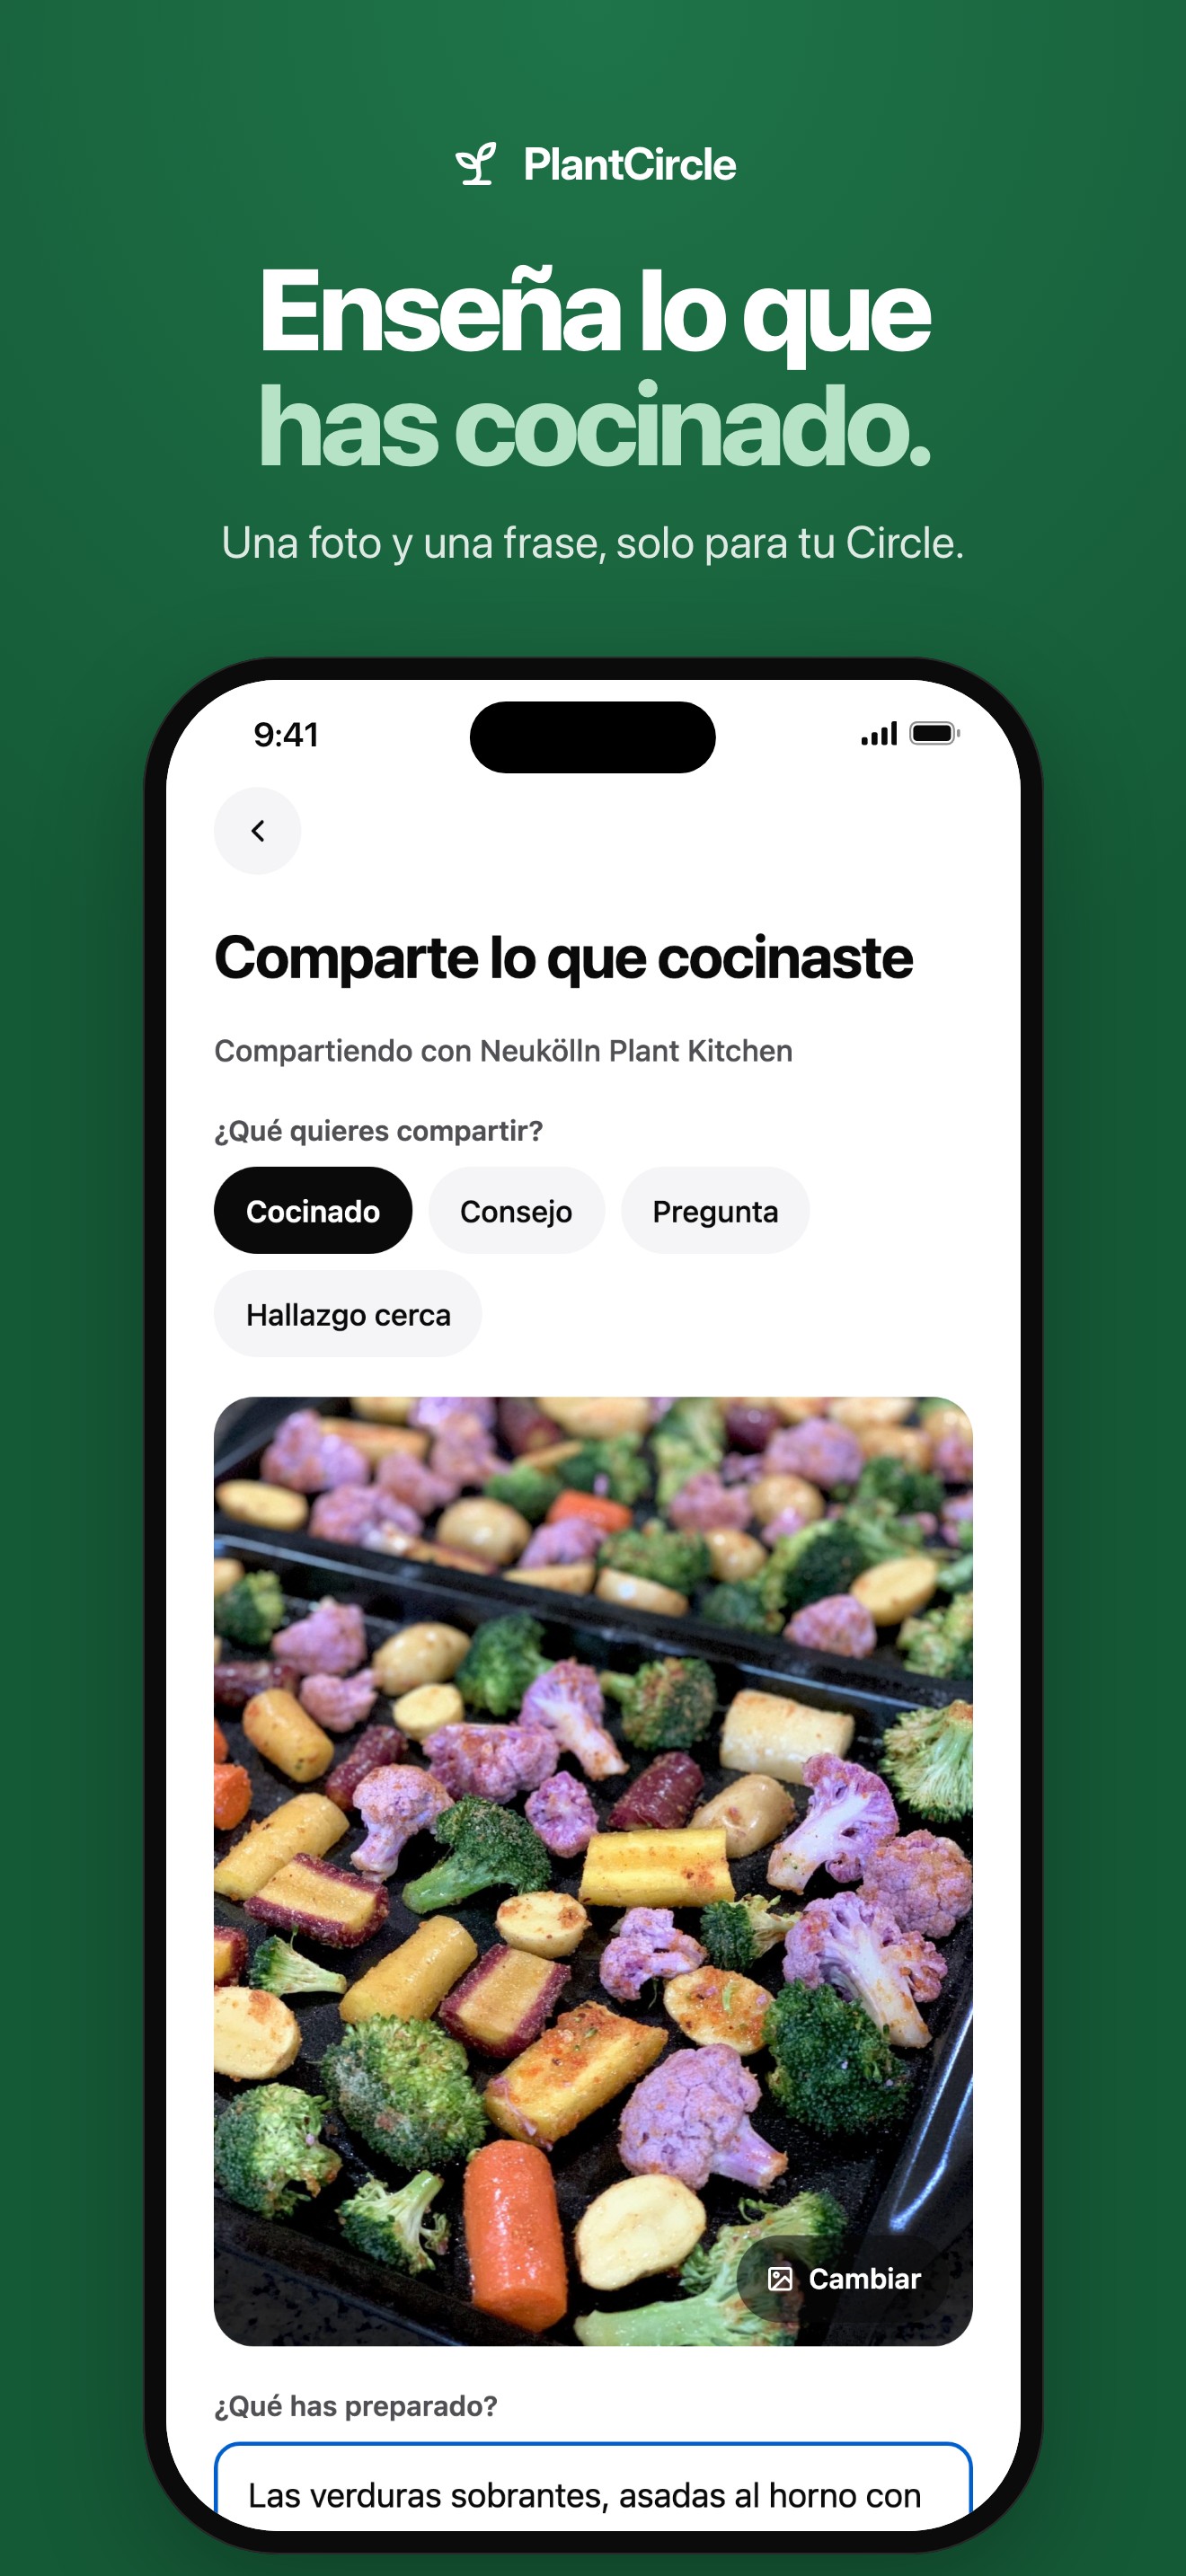 PlantCircle
Enseña lo que
has cocinado.
Una foto y una frase, solo para tu Circle.
9:41
Comparte lo que cocinaste
Compartiendo con Neukölln Plant Kitchen
¿Qué quieres compartir?
Cocinado
Consejo
Pregunta
Hallazgo cerca
Cambiar
¿Qué has preparado?
Las verduras sobrantes, asadas al horno con